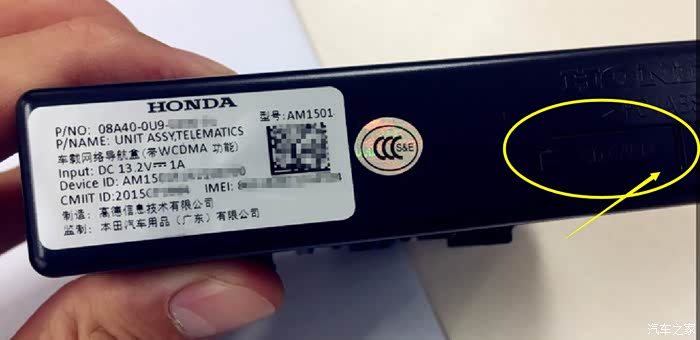 HONDA
P/NO: 08A40-0U9-
型号: AM1501
P/NAME: UNIT ASSY,TELEMATICS
车载网络导航盒(带WCDMA 功能)
Input: DC 13.2V 1A
Device ID: AM150
CMIIT ID: 2015 IMEI:
制造: 高德信息技术有限公司
监制: 本田汽车用品（广东）有限公司
CCC S&E
汽车之家